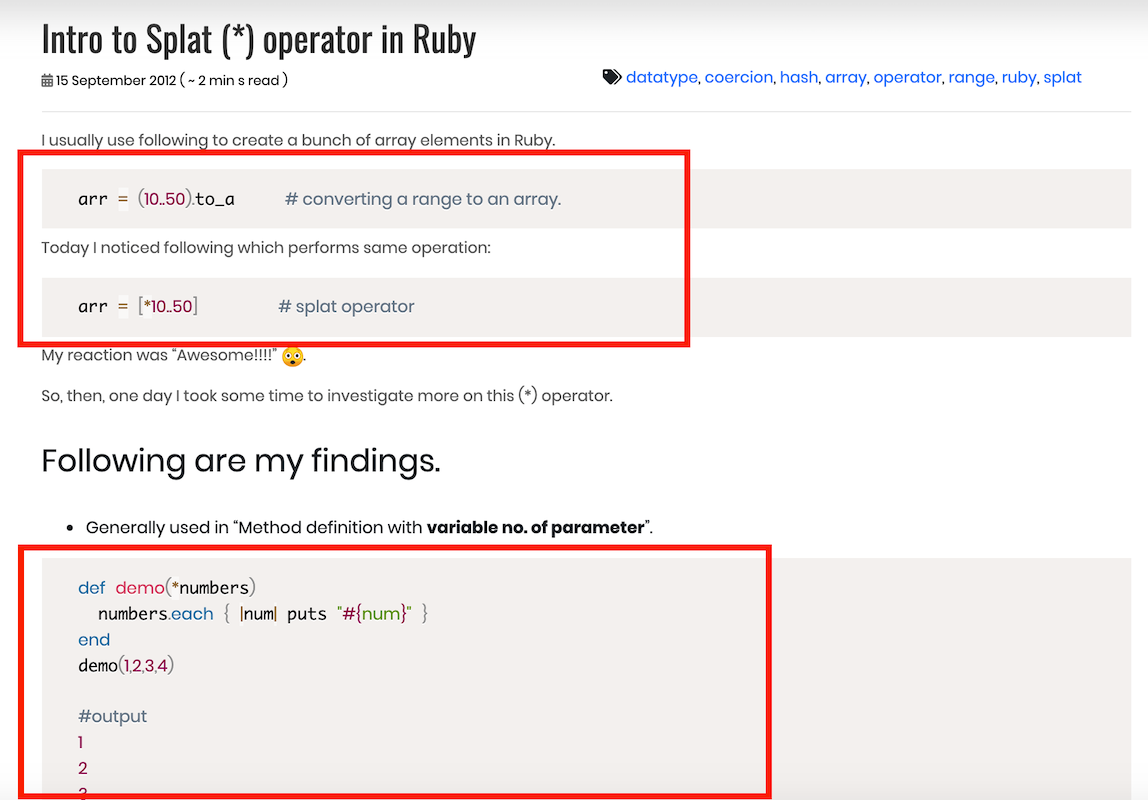 Intro to Splat (*) operator in Ruby
15 September 2012 ( ~ 2 min s read )
datatype, coercion, hash, array, operator, range, ruby, splat
I usually use following to create a bunch of array elements in Ruby.
arr = (10..50).to_a     # converting a range to an array.
Today I noticed following which performs same operation:
arr = [*10..50]        # splat operator
My reaction was “Awesome!!!!” 😲.
So, then, one day I took some time to investigate more on this (*) operator.
Following are my findings.
• Generally used in “Method definition with variable no. of parameter”.
def demo(*numbers)
  numbers.each { |num| puts "#{num}" }
end
demo(1,2,3,4)
#output
1
2
3